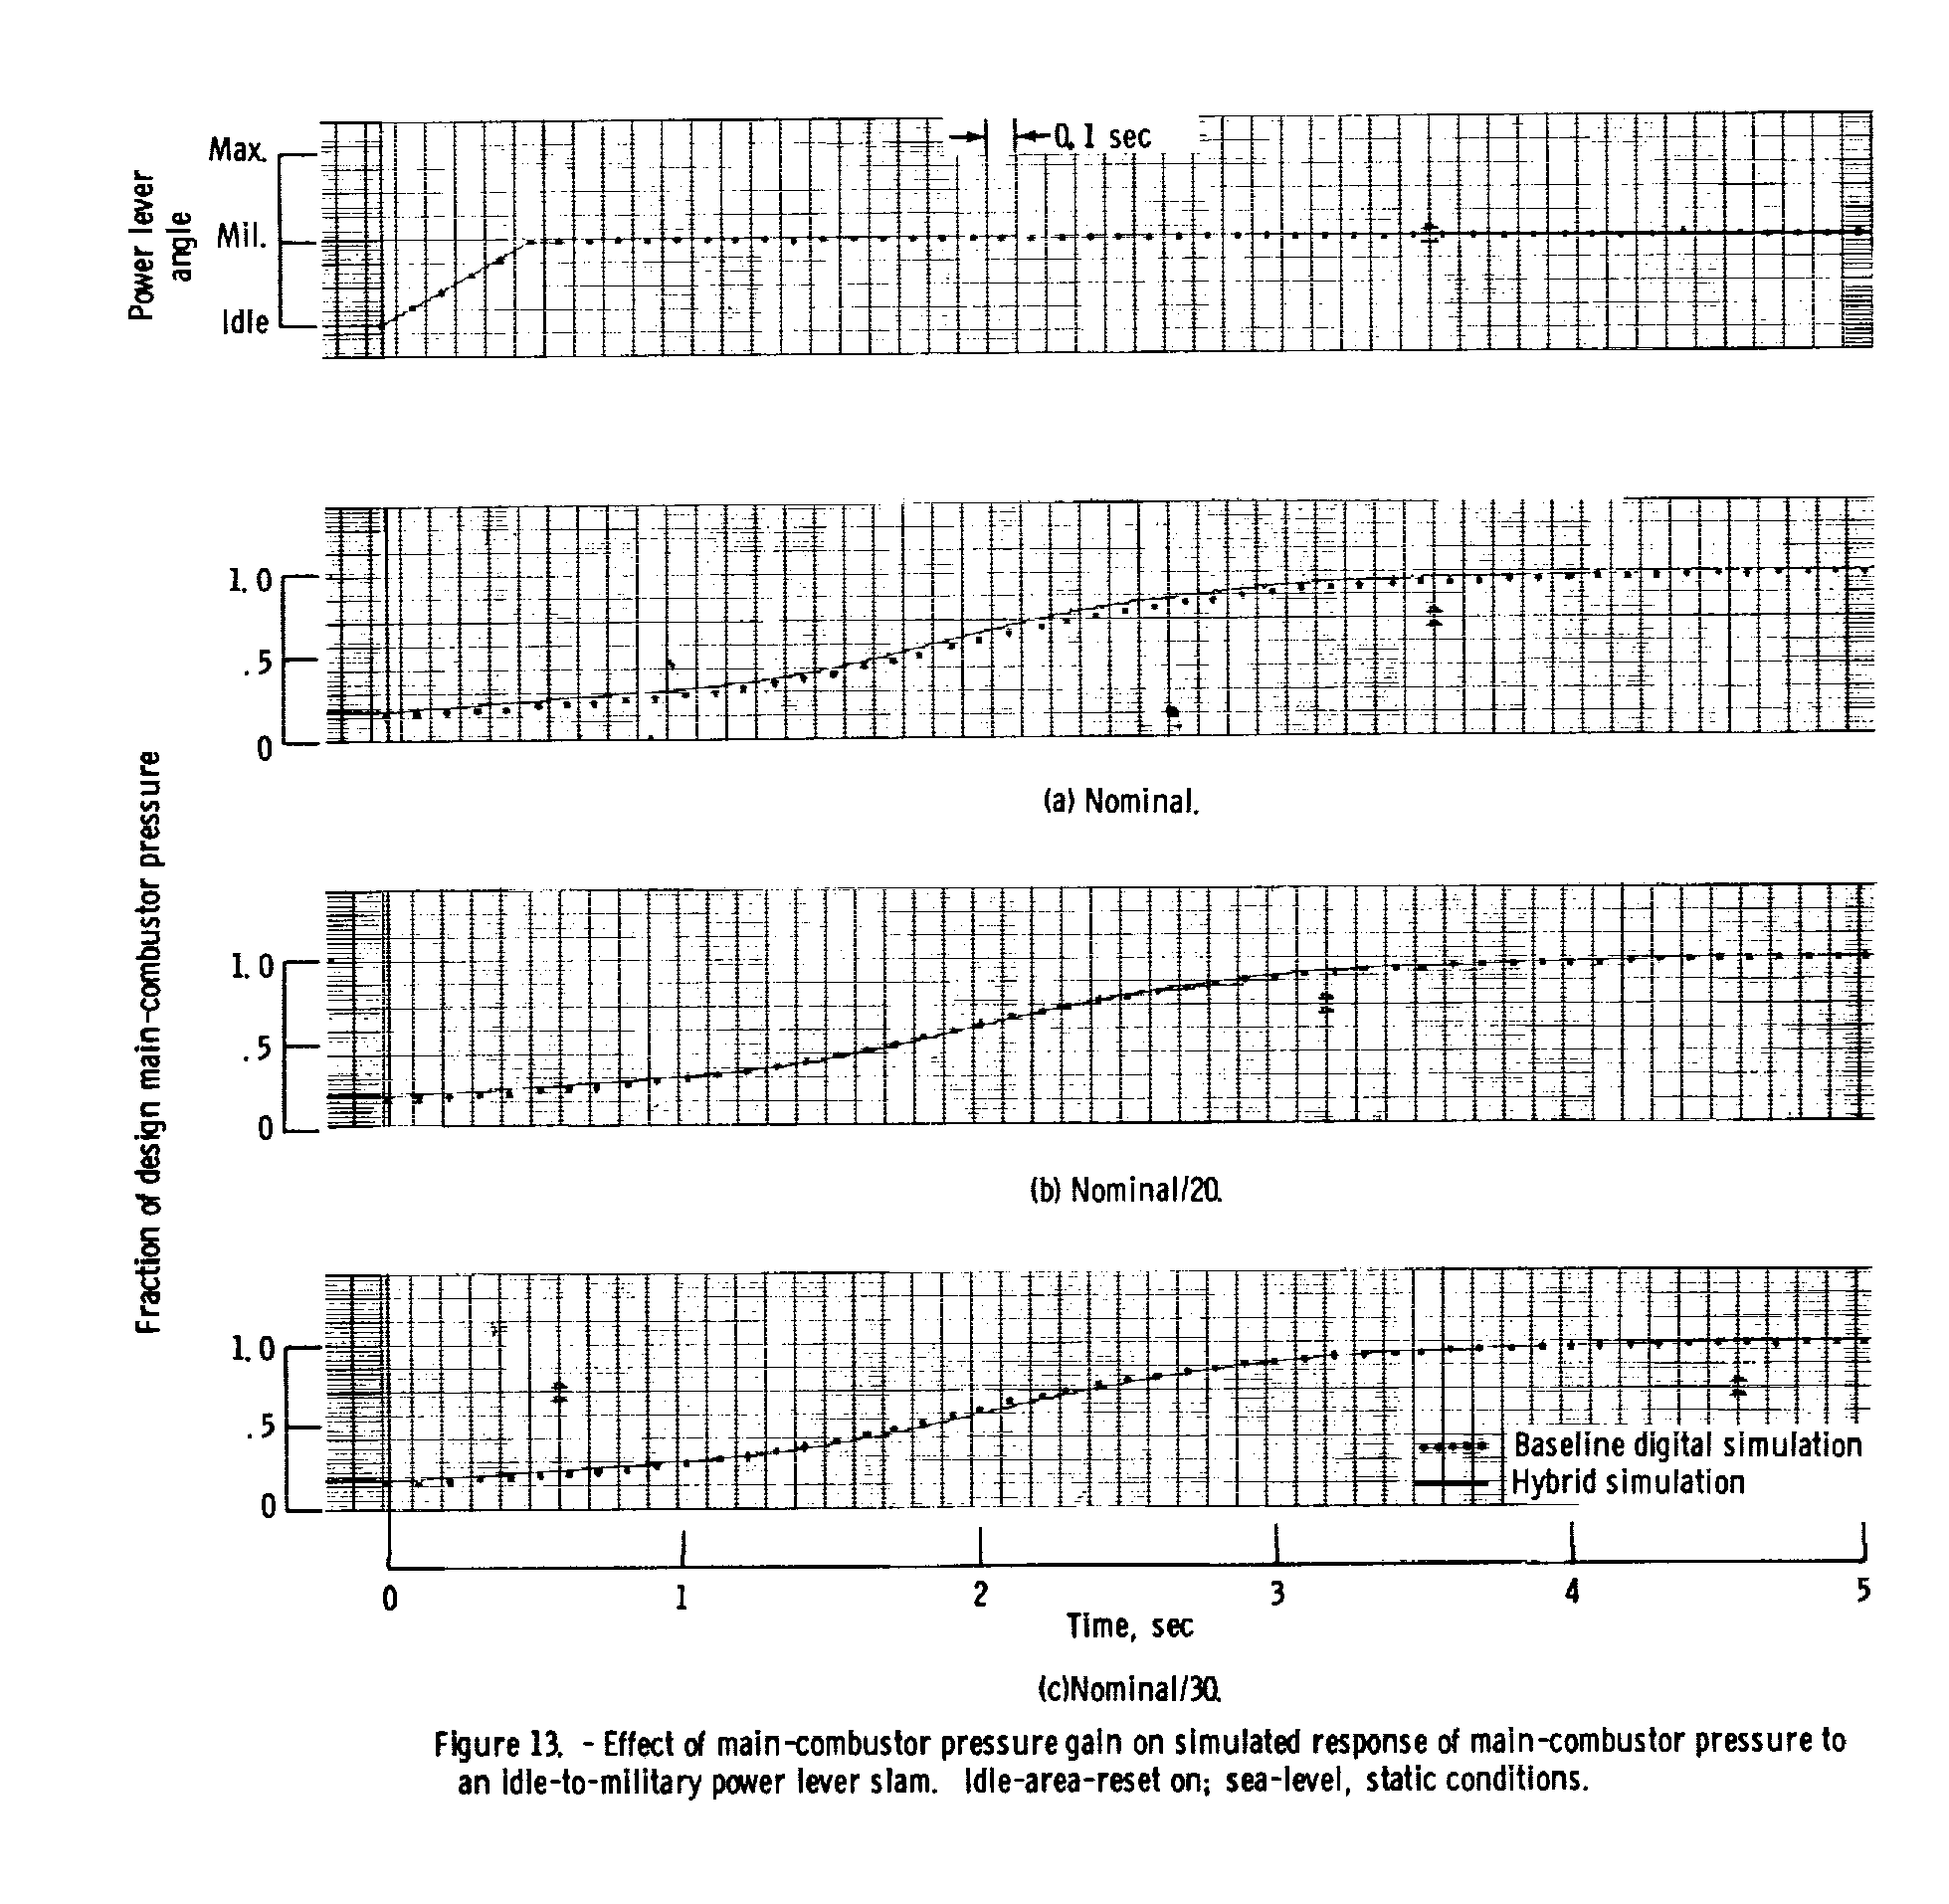 Max.
Mil.
Idle
Power lever
angle
0.1 sec
1.0
.5
0
(a) Nominal.
Fraction of design main-combustor pressure
1.0
.5
0
(b) Nominal/20.
1.0
.5
0
Baseline digital simulation
Hybrid simulation
0 1 2 3 4 5
Time, sec
(c)Nominal/30.
Figure 13. - Effect of main-combustor pressure gain on simulated response of main-combustor pressure to
an idle-to-military power lever slam. Idle-area-reset on; sea-level, static conditions.